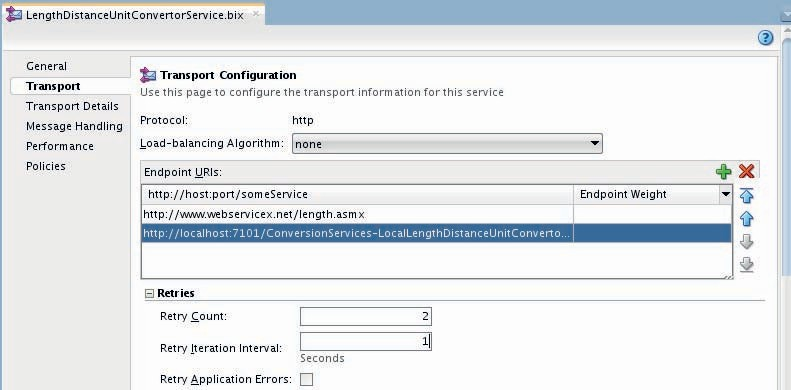 LengthDistanceUnitConvertorService.bix
General
Transport
Transport Details
Message Handling
Performance
Policies
Transport Configuration
Use this page to configure the transport information for this service
Protocol: http
Load-balancing Algorithm: none
Endpoint URIs:
http://host:port/someService Endpoint Weight
http://www.webservicex.net/length.asmx
http://localhost:7101/ConversionServices-LocalLengthDistanceUnitConverto...
Retries
Retry Count: 2
Retry Iteration Interval: 1
Seconds
Retry Application Errors: